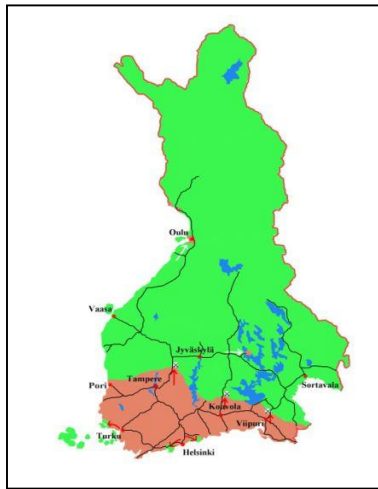 Oulu
Vaasa
Jyväskylä
Pori
Tampere
Sortavala
Kouvola
Turku
Viipuri
Helsinki